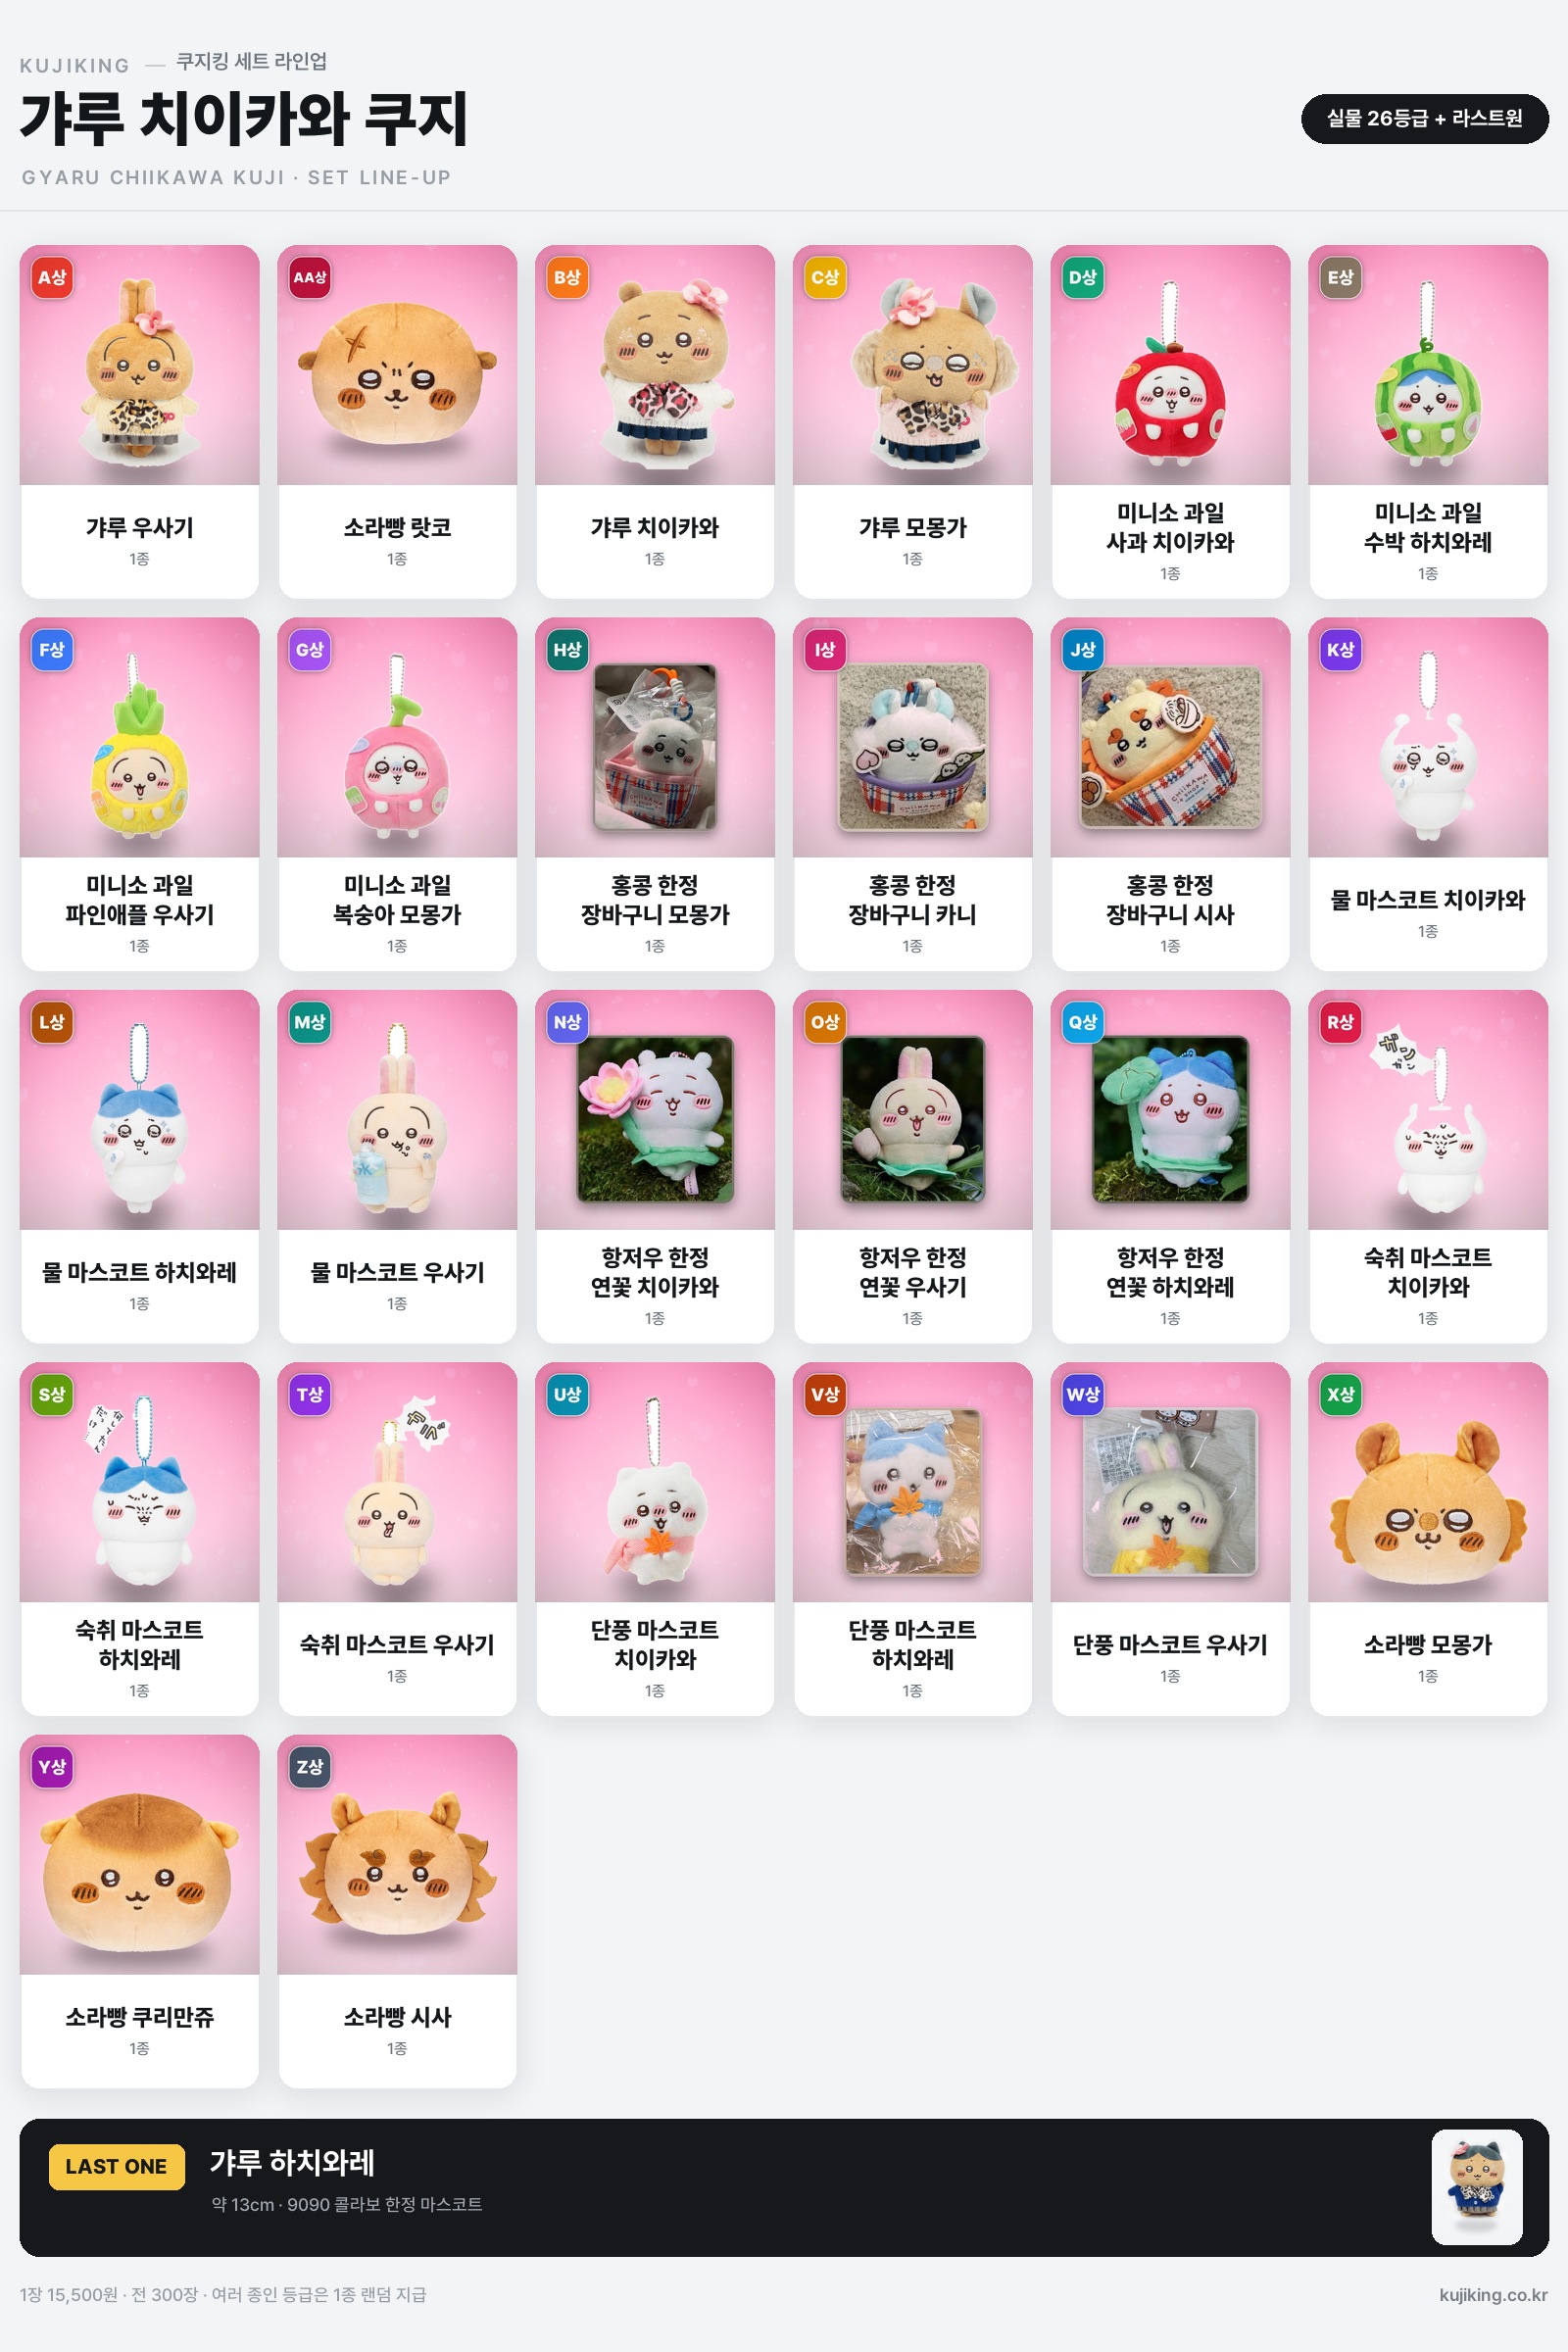 KUJIKING — 쿠지킹 세트 라인업
갸루 치이카와 쿠지
실물 26등급 + 라스트원
GYARU CHIIKAWA KUJI · SET LINE-UP
A상
갸루 우사기
1종
AA상
소라빵 랏코
1종
B상
갸루 치이카와
1종
C상
갸루 모몽가
1종
D상
미니소 과일
사과 치이카와
1종
E상
미니소 과일
수박 하치와레
1종
F상
미니소 과일
파인애플 우사기
1종
G상
미니소 과일
복숭아 모몽가
1종
H상
CHIIKAWA
홍콩 한정
장바구니 모몽가
1종
I상
CHIIKAWA
홍콩 한정
장바구니 카니
1종
J상
CHIIKAWA
홍콩 한정
장바구니 시사
1종
K상
물 마스코트 치이카와
1종
L상
물 마스코트 하치와레
1종
M상
물 마스코트 우사기
1종
N상
항저우 한정
연꽃 치이카와
1종
O상
항저우 한정
연꽃 우사기
1종
Q상
항저우 한정
연꽃 하치와레
1종
R상
ガン
ガン
숙취 마스코트
치이카와
1종
S상
何してたん
だっけ
숙취 마스코트
하치와레
1종
T상
숙취 마스코트 우사기
1종
U상
단풍 마스코트
치이카와
1종
V상
단풍 마스코트
하치와레
1종
W상
단풍 마스코트 우사기
1종
X상
소라빵 모몽가
1종
Y상
소라빵 쿠리만쥬
1종
Z상
소라빵 시사
1종
LAST ONE
갸루 하치와레
약 13cm · 9090 콜라보 한정 마스코트
1장 15,500원 · 전 300장 · 여러 종인 등급은 1종 랜덤 지급
kujiking.co.kr